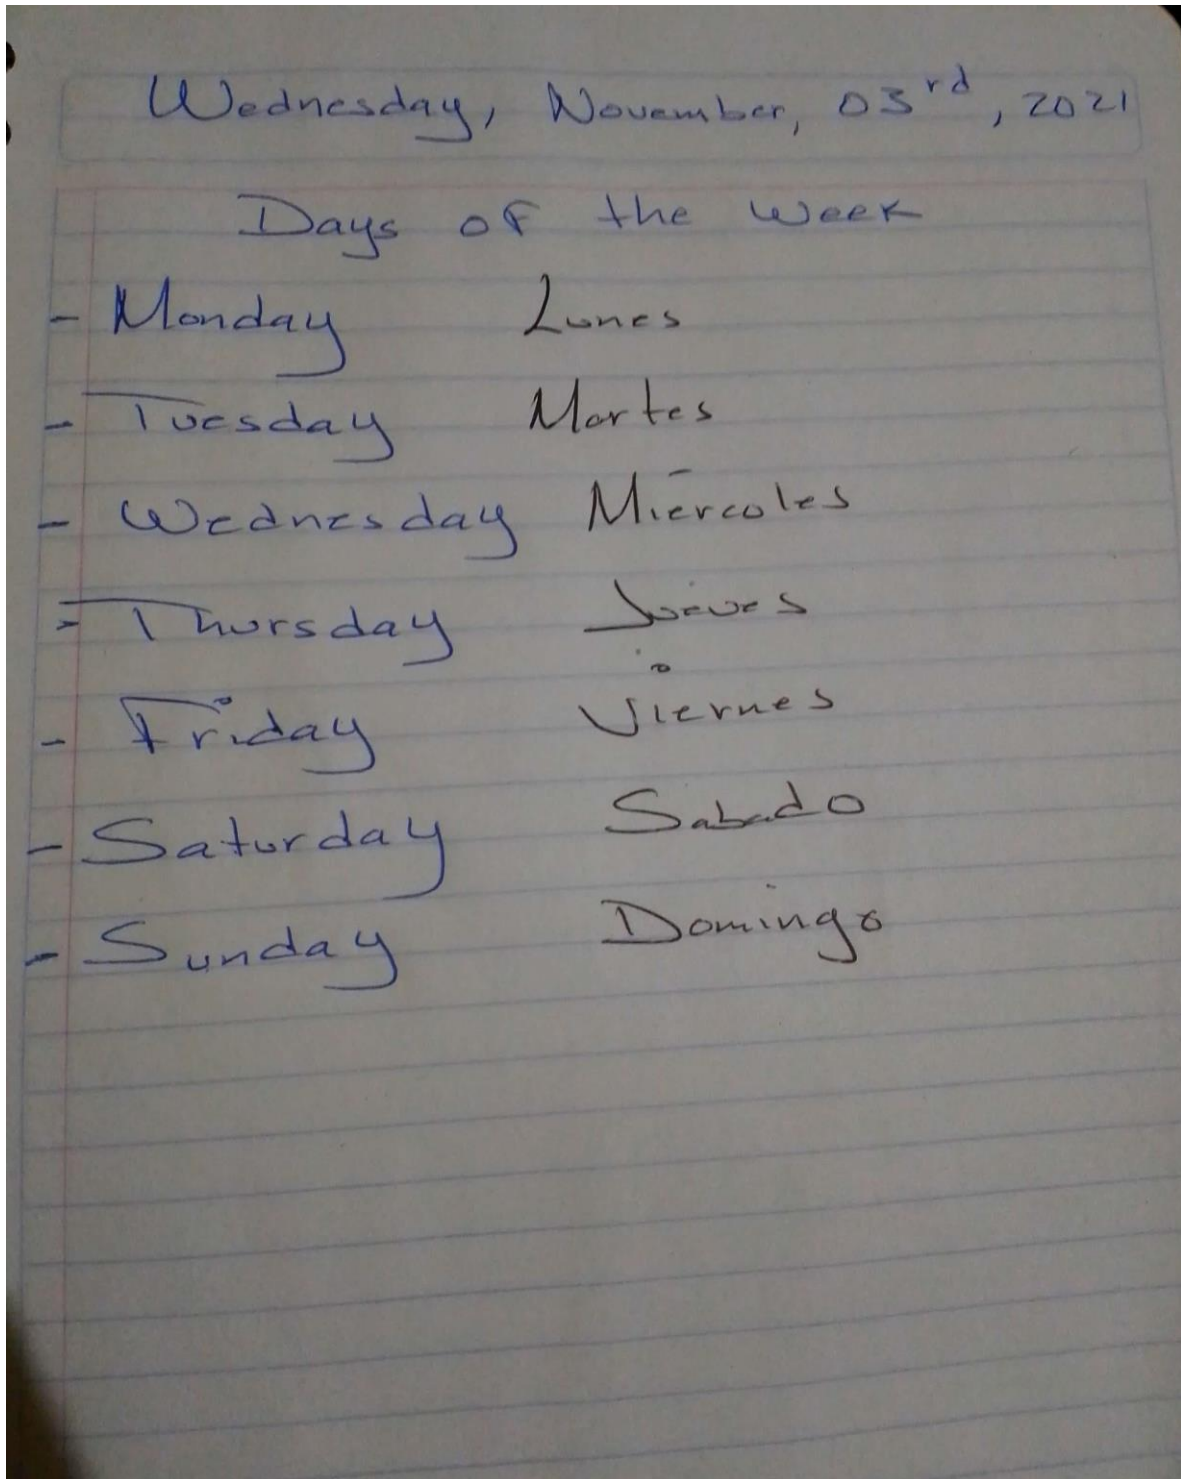 Wednesday, November, 03rd, 2021
Days of the Week
- Monday Lunes
- Tuesday Martes
- Wednesday Miércoles
- Thursday Jueves
- Friday Viernes
- Saturday Sabado
- Sunday Domingo